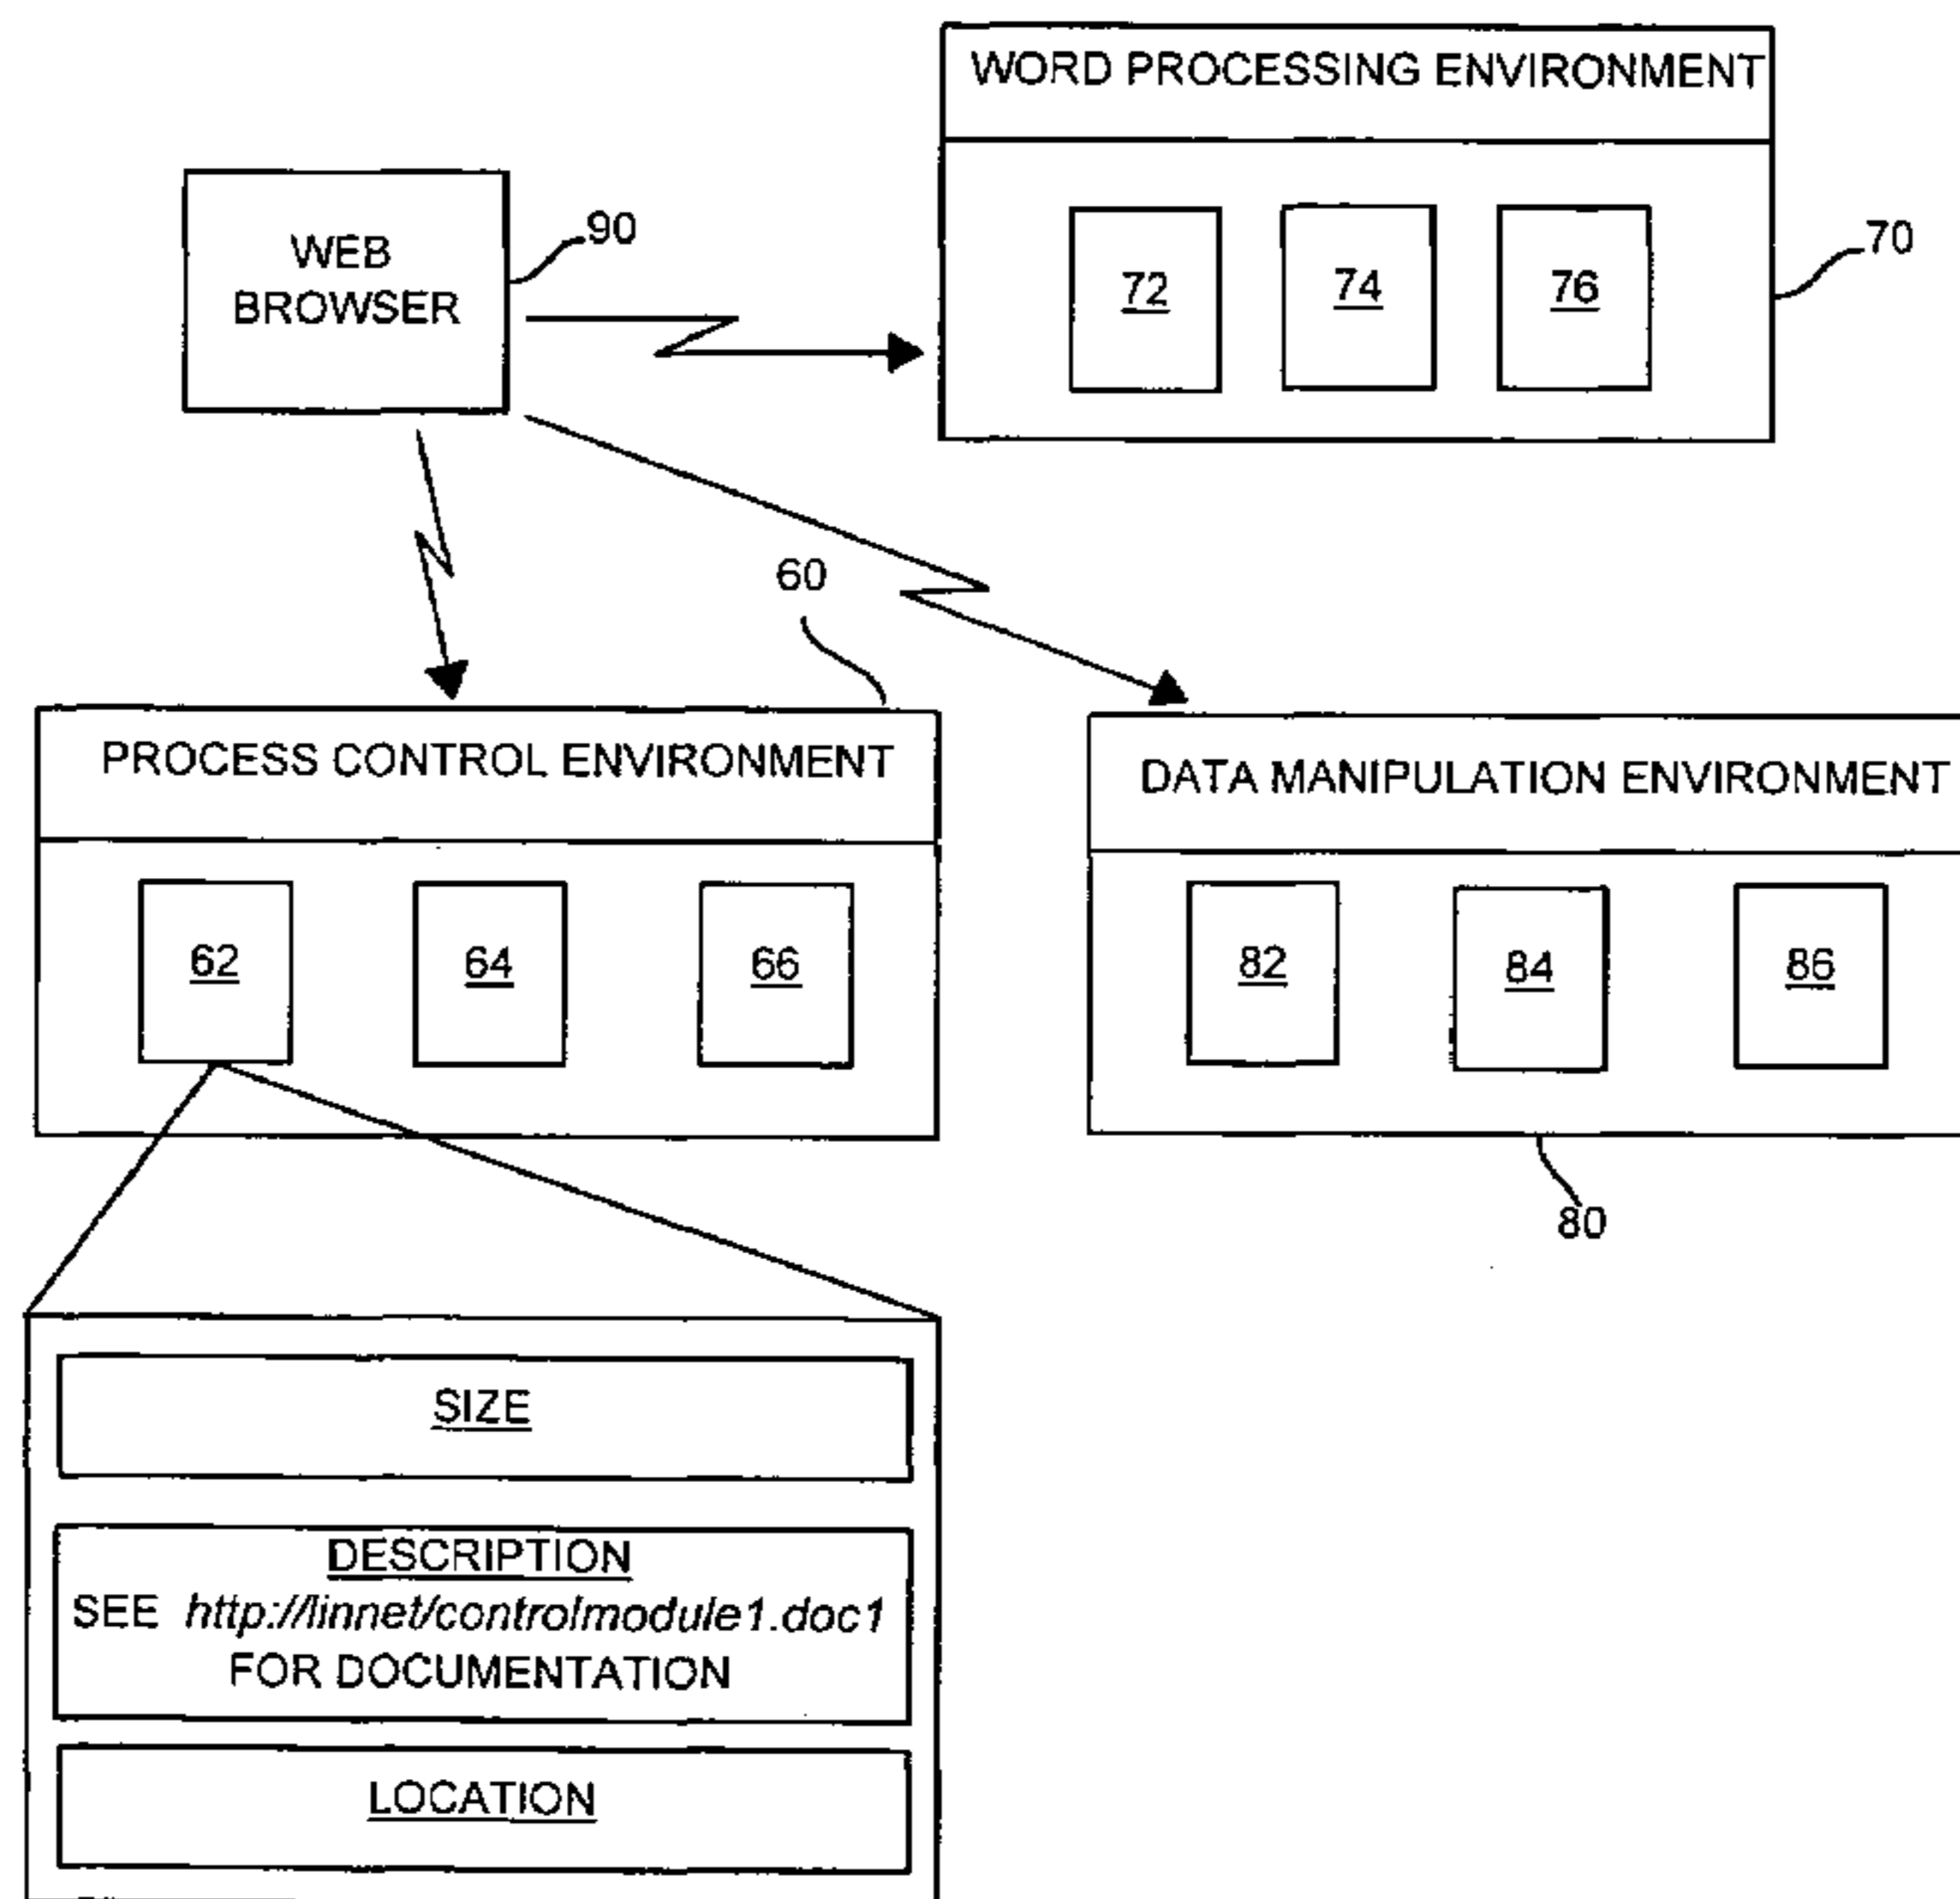 WORD PROCESSING ENVIRONMENT
WEB
BROWSER
90
72
74
76
70
60
PROCESS CONTROL ENVIRONMENT
62
64
66
DATA MANIPULATION ENVIRONMENT
82
84
86
80
SIZE
DESCRIPTION
SEE http://linnet/controlmodule1.doc1
FOR DOCUMENTATION
LOCATION